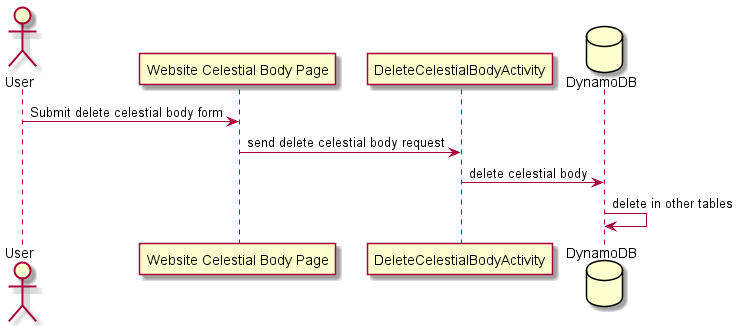 User
Website Celestial Body Page
DeleteCelestialBodyActivity
DynamoDB
Submit delete celestial body form
send delete celestial body request
delete celestial body
delete in other tables
User
Website Celestial Body Page
DeleteCelestialBodyActivity
DynamoDB